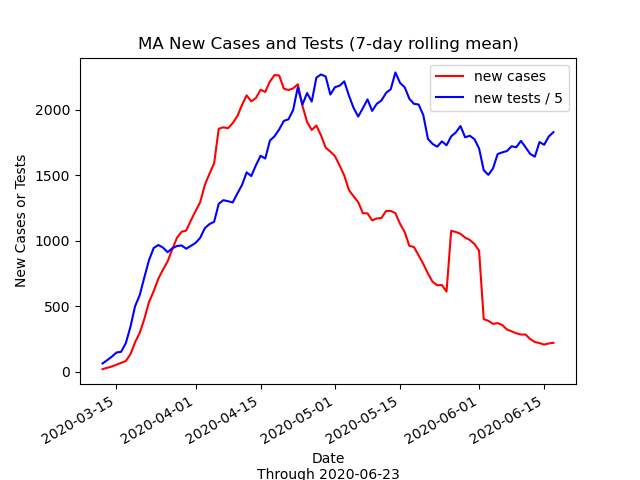 MA New Cases and Tests (7-day rolling mean)
new cases
new tests / 5
New Cases or Tests
2000
1500
1000
500
0
2020-03-15
2020-04-01
2020-04-15
2020-05-01
2020-05-15
2020-06-01
2020-06-15
Date
Through 2020-06-23